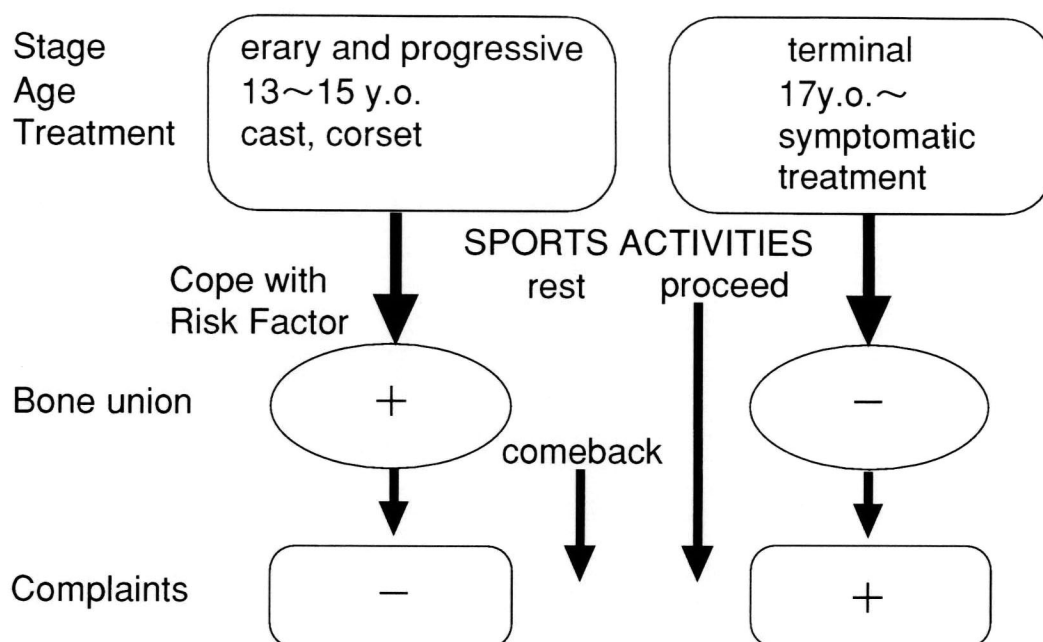 Stage erary and progressive terminal
Age 13～15 y.o. 17y.o.～
Treatment cast, corset symptomatic
treatment
SPORTS ACTIVITIES
Cope with rest proceed
Risk Factor
Bone union + −
comeback
Complaints − +